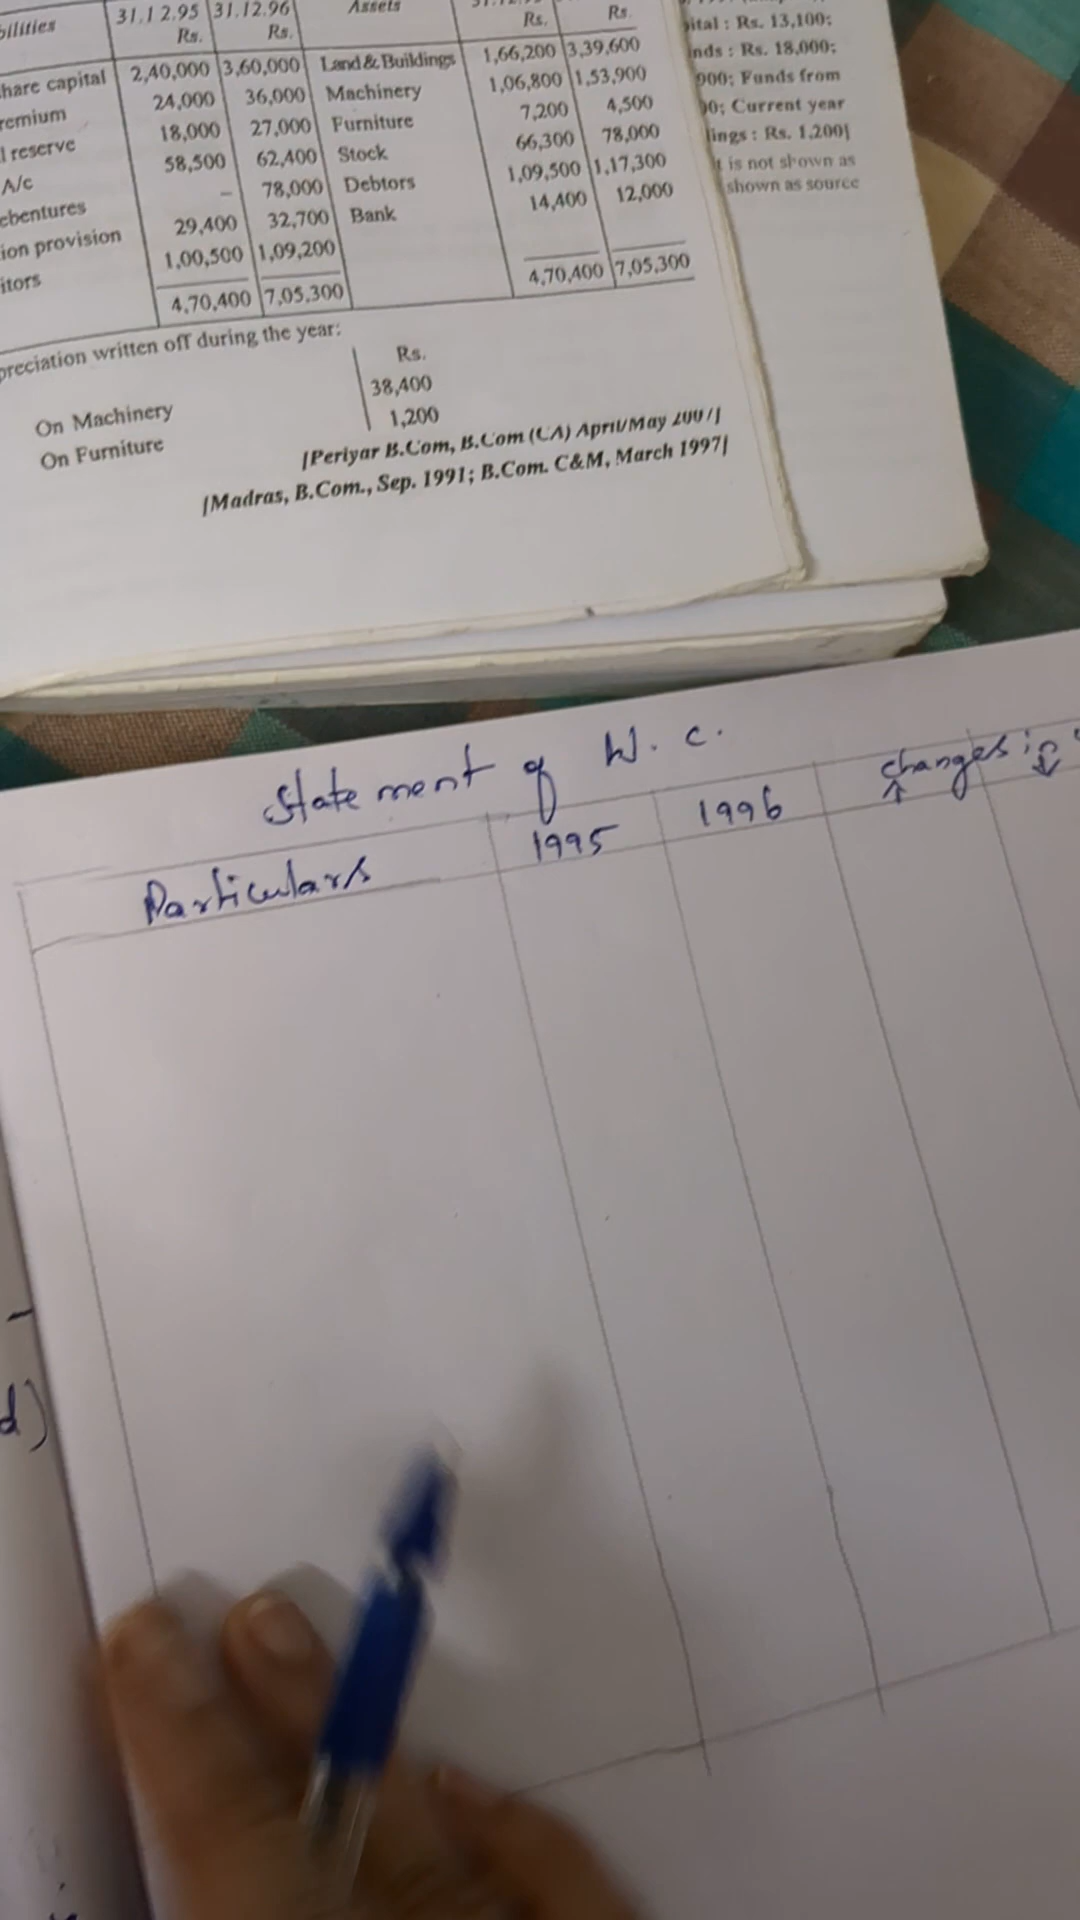 bilities 31.12.95 31.12.96 Assets
Rs. Rs. Rs. Rs.
hare capital 2,40,000 3,60,000 Land & Buildings 1,66,200 3,39,600
remium 24,000 36,000 Machinery 1,06,800 1,53,900
l reserve 18,000 27,000 Furniture 7,200 4,500
A/c 58,500 62,400 Stock 66,300 78,000
ebentures – 78,000 Debtors 1,09,500 1,17,300
ion provision 29,400 32,700 Bank 14,400 12,000
itors 1,00,500 1,09,200
4,70,400 7,05,300 4,70,400 7,05,300
preciation written off during the year:
Rs.
On Machinery 38,400
On Furniture 1,200
[Periyar B.Com, B.Com (CA) April/May 2007]
[Madras, B.Com., Sep. 1991; B.Com. C&M, March 1997]
ital : Rs. 13,100;
nds : Rs. 18,000;
900; Funds from
0; Current year
lings : Rs. 1,200]
t is not shown as
shown as source
Statement of W. c.
Particulars 1995 1996 changes in
↑ ↓
d)